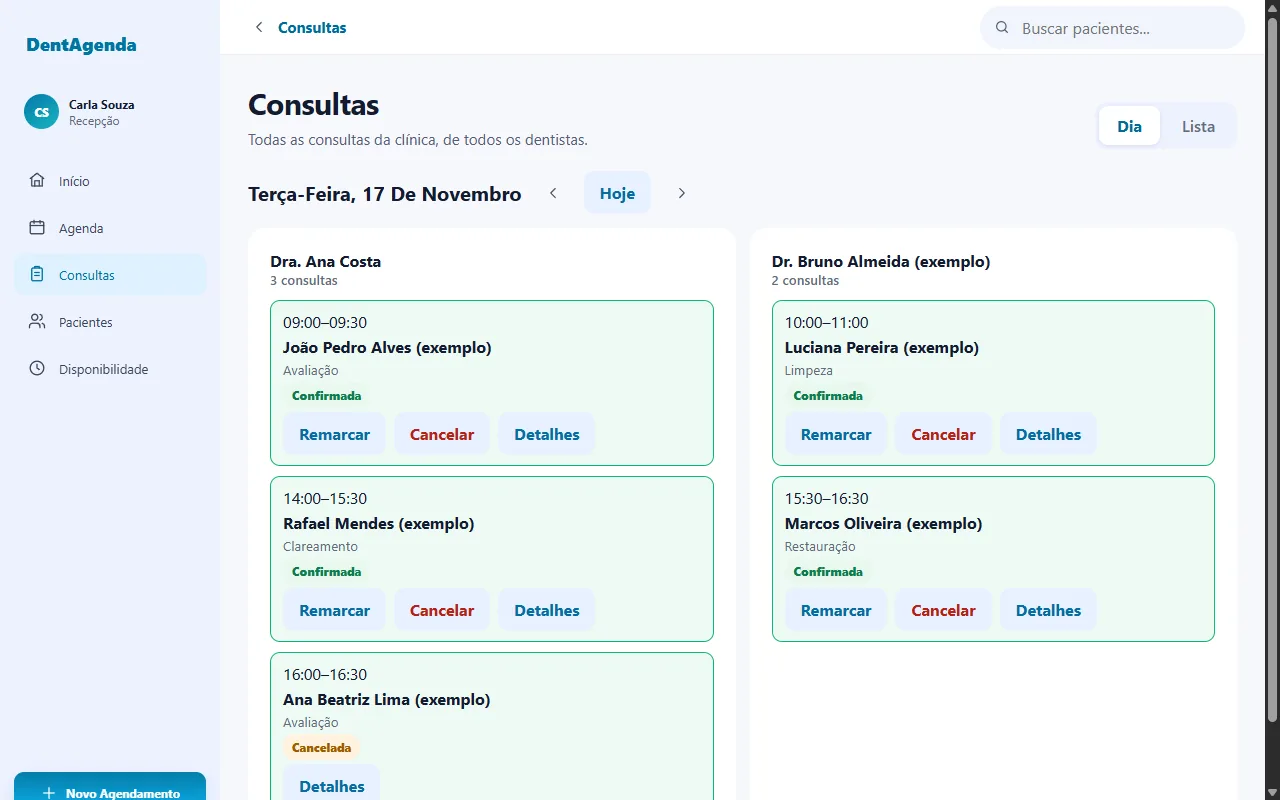 DentAgenda
CS
Carla Souza
Recepção
Início
Agenda
Consultas
Pacientes
Disponibilidade
Novo Agendamento
Consultas
Buscar pacientes...
Consultas
Todas as consultas da clínica, de todos os dentistas.
Dia
Lista
Terça-Feira, 17 De Novembro
Hoje
Dra. Ana Costa
3 consultas
09:00–09:30
João Pedro Alves (exemplo)
Avaliação
Confirmada
Remarcar Cancelar Detalhes
14:00–15:30
Rafael Mendes (exemplo)
Clareamento
Confirmada
Remarcar Cancelar Detalhes
16:00–16:30
Ana Beatriz Lima (exemplo)
Avaliação
Cancelada
Detalhes
Dr. Bruno Almeida (exemplo)
2 consultas
10:00–11:00
Luciana Pereira (exemplo)
Limpeza
Confirmada
Remarcar Cancelar Detalhes
15:30–16:30
Marcos Oliveira (exemplo)
Restauração
Confirmada
Remarcar Cancelar Detalhes